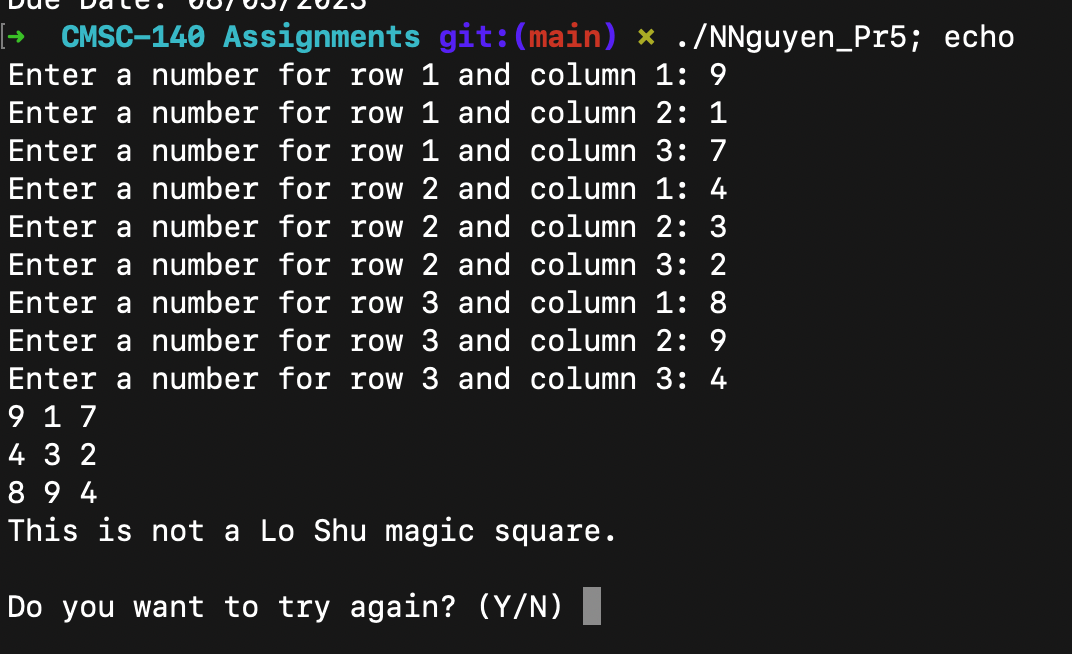 Due Date: 08/03/2023
→ CMSC-140 Assignments git:(main) × ./NNguyen_Pr5; echo
Enter a number for row 1 and column 1: 9
Enter a number for row 1 and column 2: 1
Enter a number for row 1 and column 3: 7
Enter a number for row 2 and column 1: 4
Enter a number for row 2 and column 2: 3
Enter a number for row 2 and column 3: 2
Enter a number for row 3 and column 1: 8
Enter a number for row 3 and column 2: 9
Enter a number for row 3 and column 3: 4
9 1 7
4 3 2
8 9 4
This is not a Lo Shu magic square.
Do you want to try again? (Y/N)